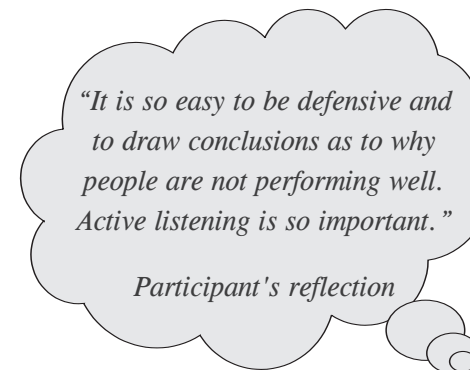 “It is so easy to be defensive and
to draw conclusions as to why
people are not performing well.
Active listening is so important.”
Participant's reflection